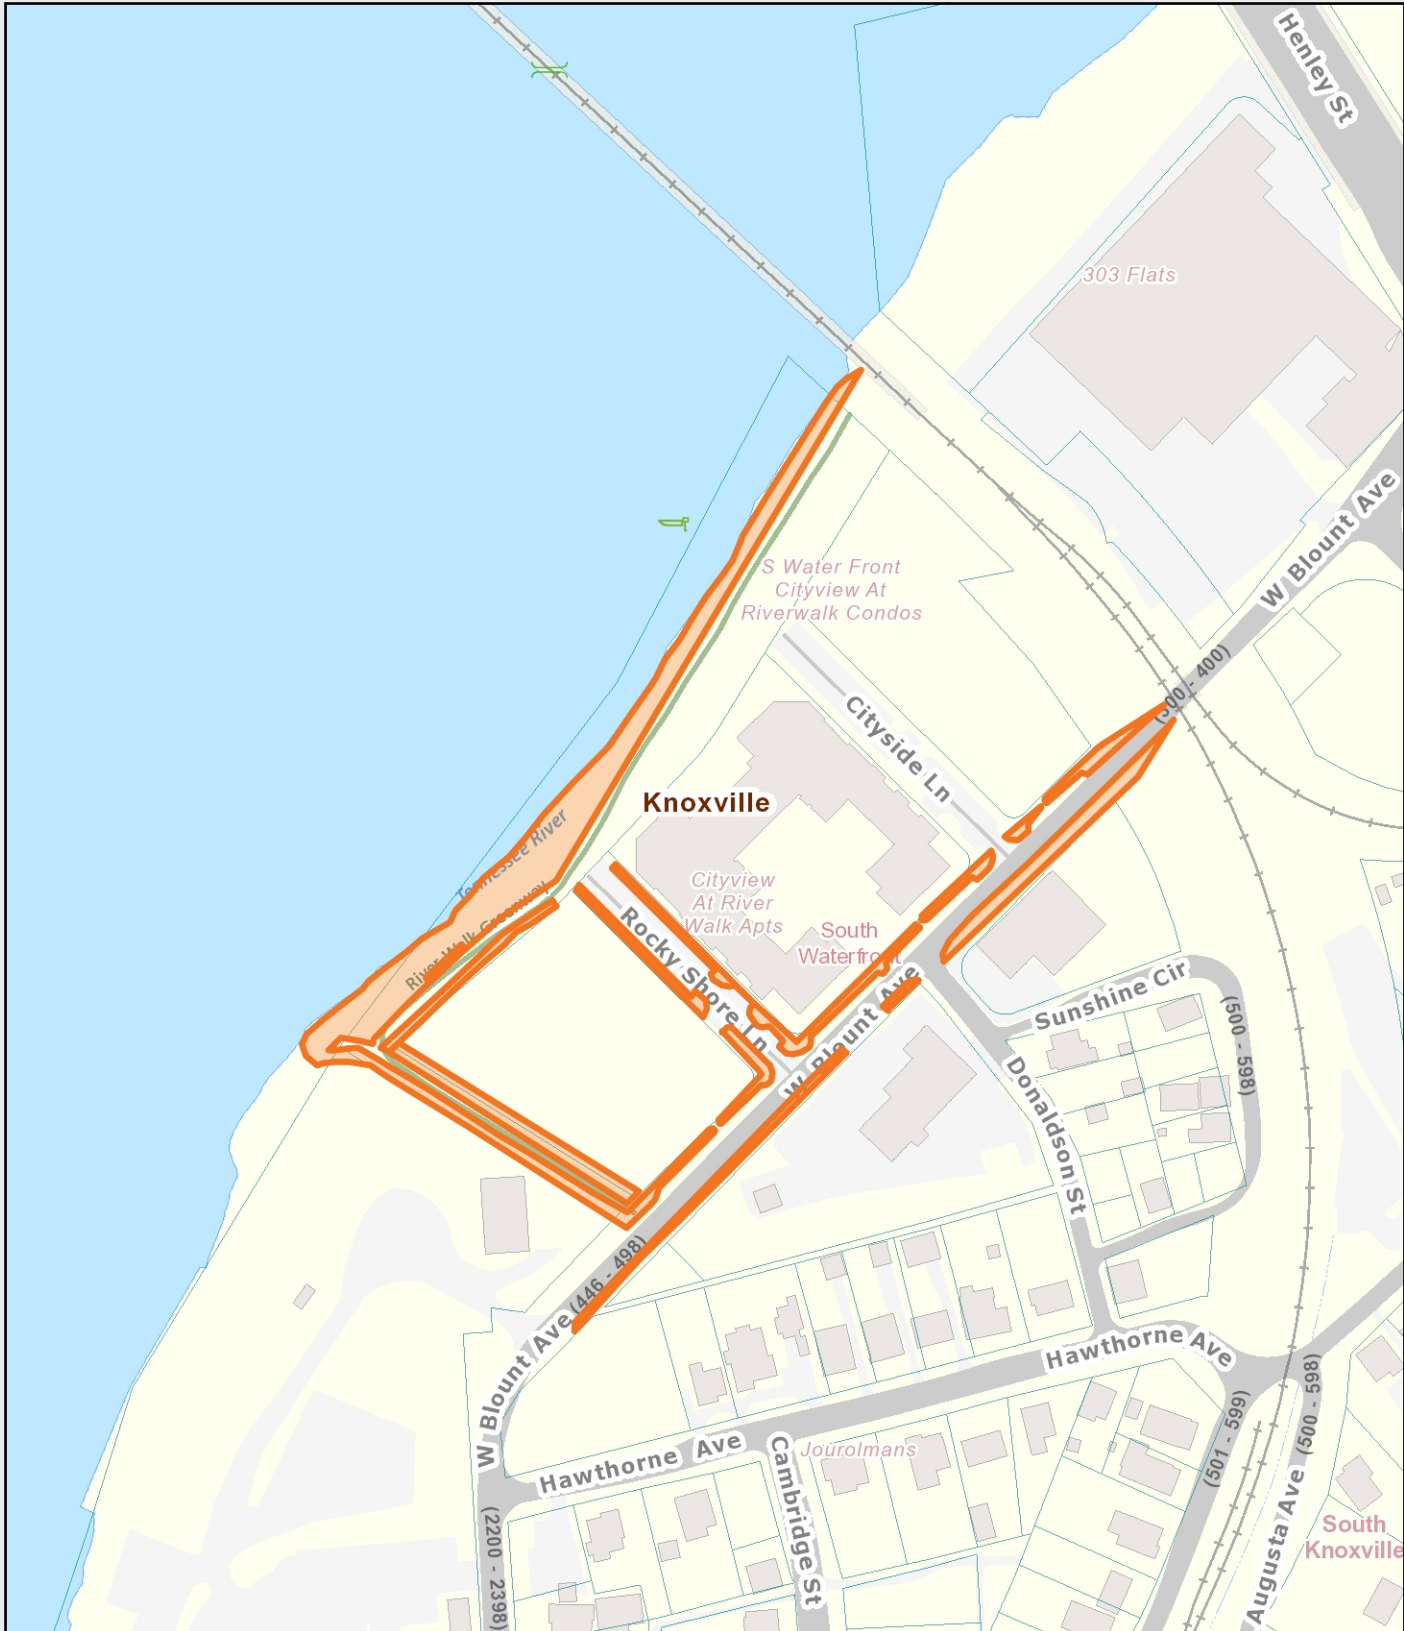 Henley St
303 Flats
W Blount Ave
S Water Front
Cityview At
Riverwalk Condos
(300 - 400)
Cityside Ln
Knoxville
Tennessee River
River Walk Greenway
Cityview
At River
Walk Apts
Rocky Shore Ln
South
Waterfront
W Blount Ave
Sunshine Cir
(500 - 598)
Donaldson St
(446 - 498)
W Blount Ave
Hawthorne Ave
Hawthorne Ave
Jourolmans
Cambridge St
(501 - 599)
(500 - 598)
(2200 - 2398)
Augusta Ave
South
Knoxville